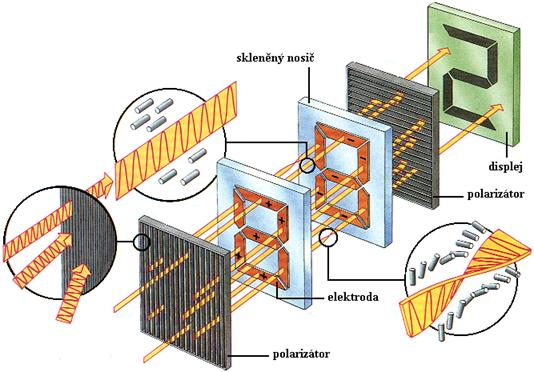 skleněný nosič
displej
polarizátor
elektroda
polarizátor